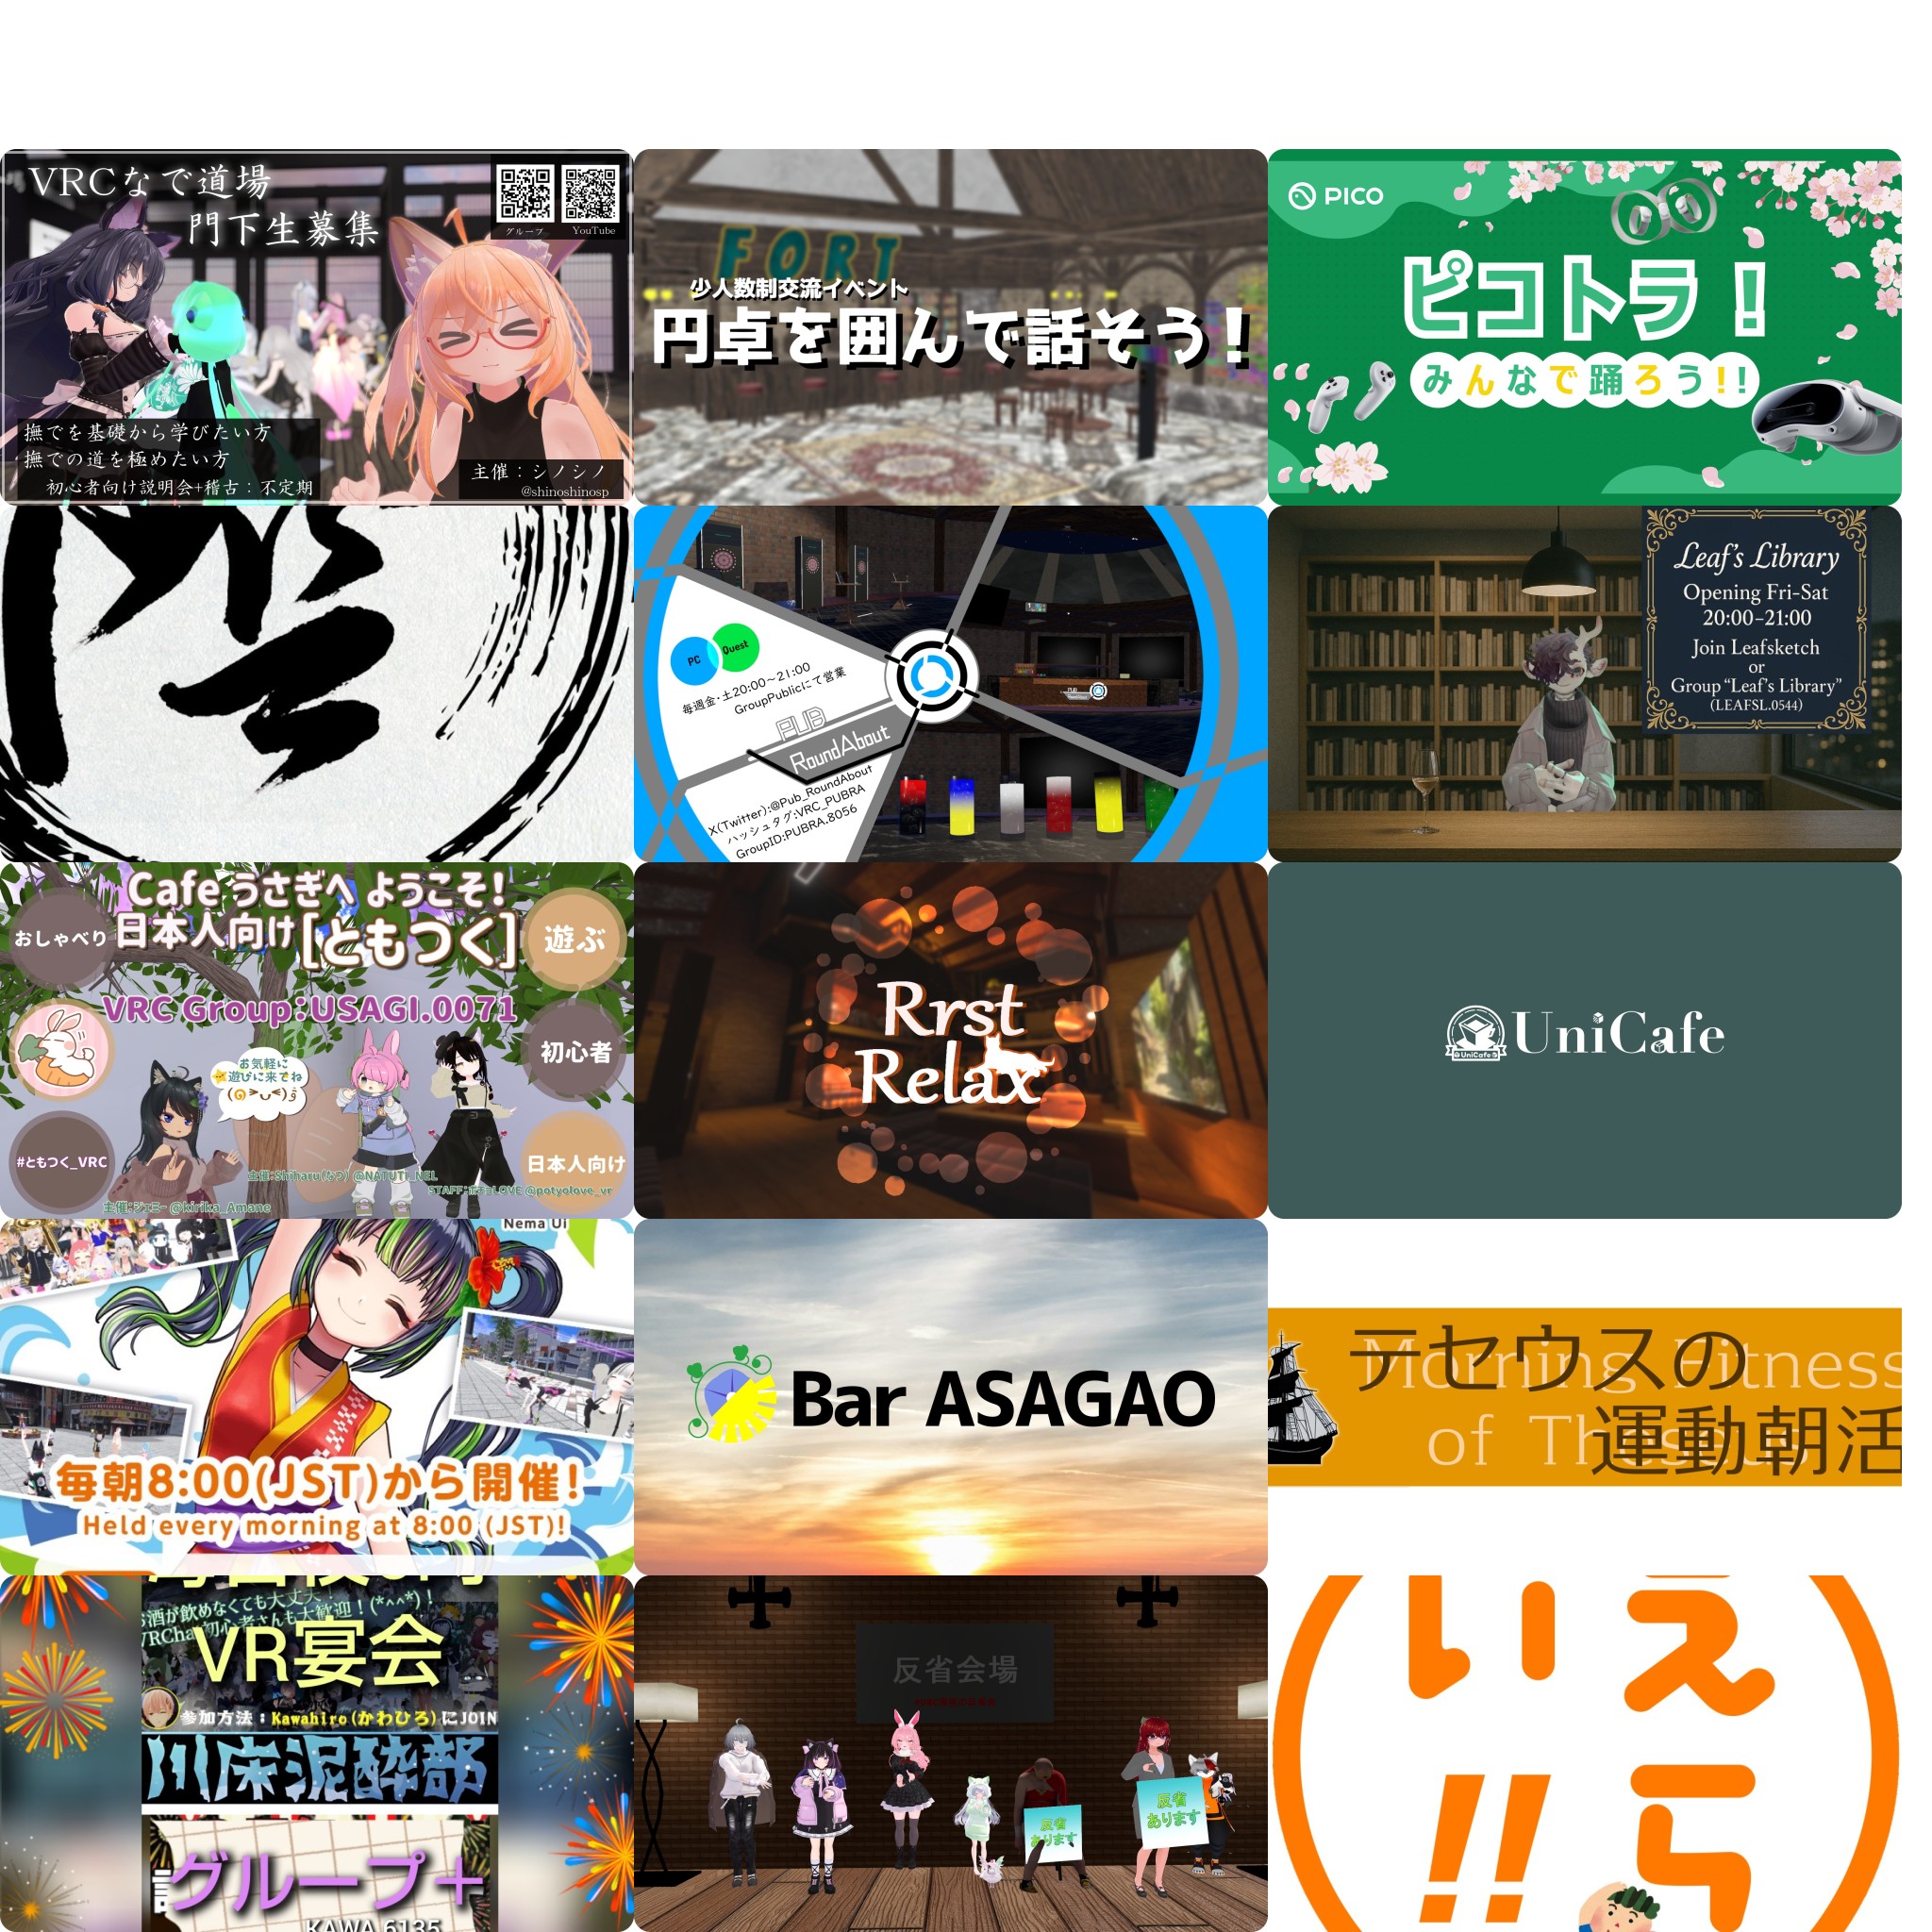 VRCなで道場
門下生募集
グループ
YouTube
撫でを基礎から学びたい方
撫での道を極めたい方
初心者向け説明会+稽古：不定期
主催：シノシノ
@shinoshinosp
FORT
少人数制交流イベント
円卓を囲んで話そう！
PICO
ピコトラ！
みんなで踊ろう!!
PC
Quest
毎週金・土20:00～21:00
GroupPublicにて営業
PUB
RoundAbout
X(Twitter):@Pub_RoundAbout
ハッシュタグ:VRC_PUBRA
GroupID:PUBRA.8056
Leaf's Library
Opening Fri-Sat
20:00-21:00
Join Leafsketch
or
Group “Leaf's Library”
(LEAFSL.0544)
Cafe うさぎへ ようこそ！
日本人向け[ともつく]
おしゃべり
遊ぶ
VRC Group:USAGI.0071
初心者
お気軽に
遊びに来てね
#ともつく_VRC
日本人向け
主催：Shiharu(なつ) @NATUTI_NEL
STAFF：ポチョLOVE @potyolove_vr
主催：ジェミー @kirika_Amane
Rrst
Relax
UniCafe
UniCafe
Nema Ui
毎朝8:00(JST)から開催！
Held every morning at 8:00 (JST)!
Bar ASAGAO
テセウスの
Morning Fitness
運動朝活
of Thes
お酒が飲めなくても大丈夫！
VRChat初心者さんも大歓迎！(*^^*)！
VR宴会
参加方法：Kawahiro(かわひろ)にJOIN
川床泥酔部
グループ+
KAWA.6135
反省会場
反省
あります
反省
あります
いえ
!!ら